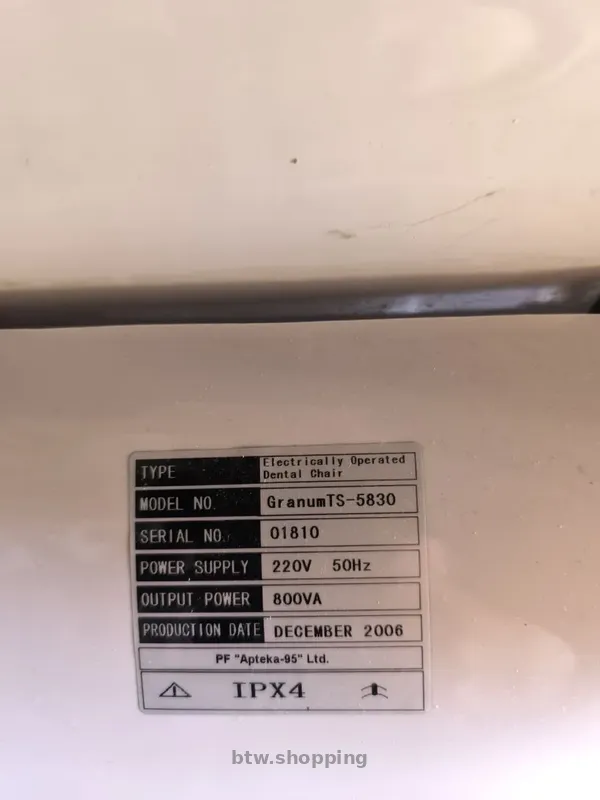 TYPE Electrically Operated
Dental Chair
MODEL NO. GranumTS-5830
SERIAL NO. 01810
POWER SUPPLY 220V 50Hz
OUTPUT POWER 800VA
PRODUCTION DATE DECEMBER 2006
PF "Apteka-95" Ltd.
IPX4
btw.shopping